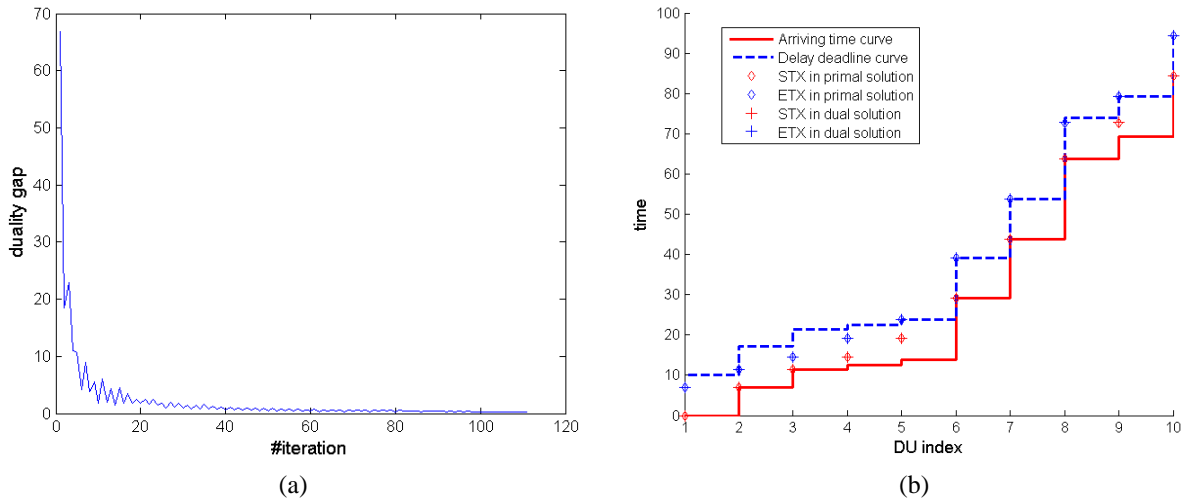 70
60
50
40
30
20
10
0
0 20 40 60 80 100 120
duality gap
#iteration
(a)
100
90
80
70
60
50
40
30
20
10
0
1 2 3 4 5 6 7 8 9 10
time
DU index
Arriving time curve
Delay deadline curve
STX in primal solution
ETX in primal solution
STX in dual solution
ETX in dual solution
(b)